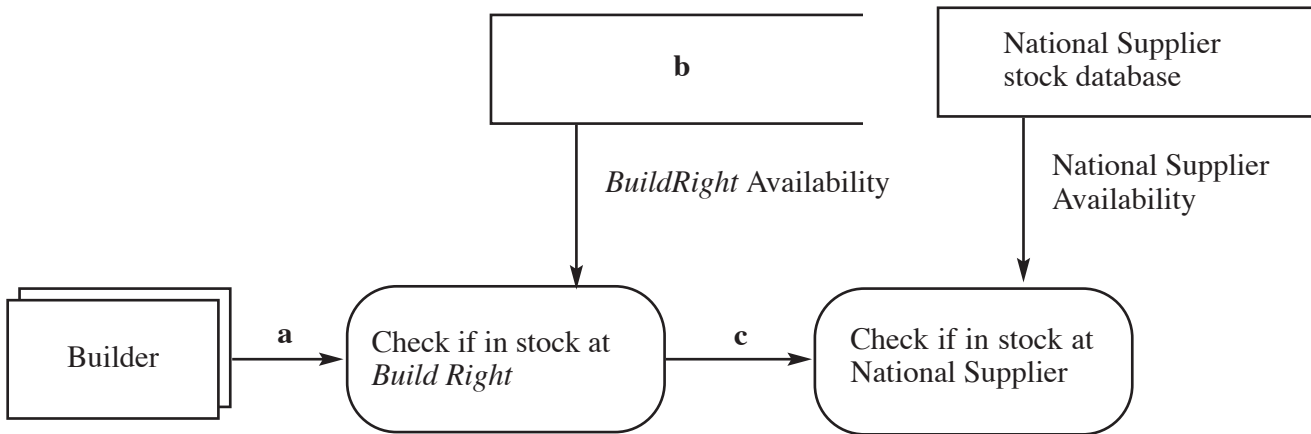 b
National Supplier
stock database
BuildRight Availability
National Supplier
Availability
Builder
a
Check if in stock at
Build Right
c
Check if in stock at
National Supplier